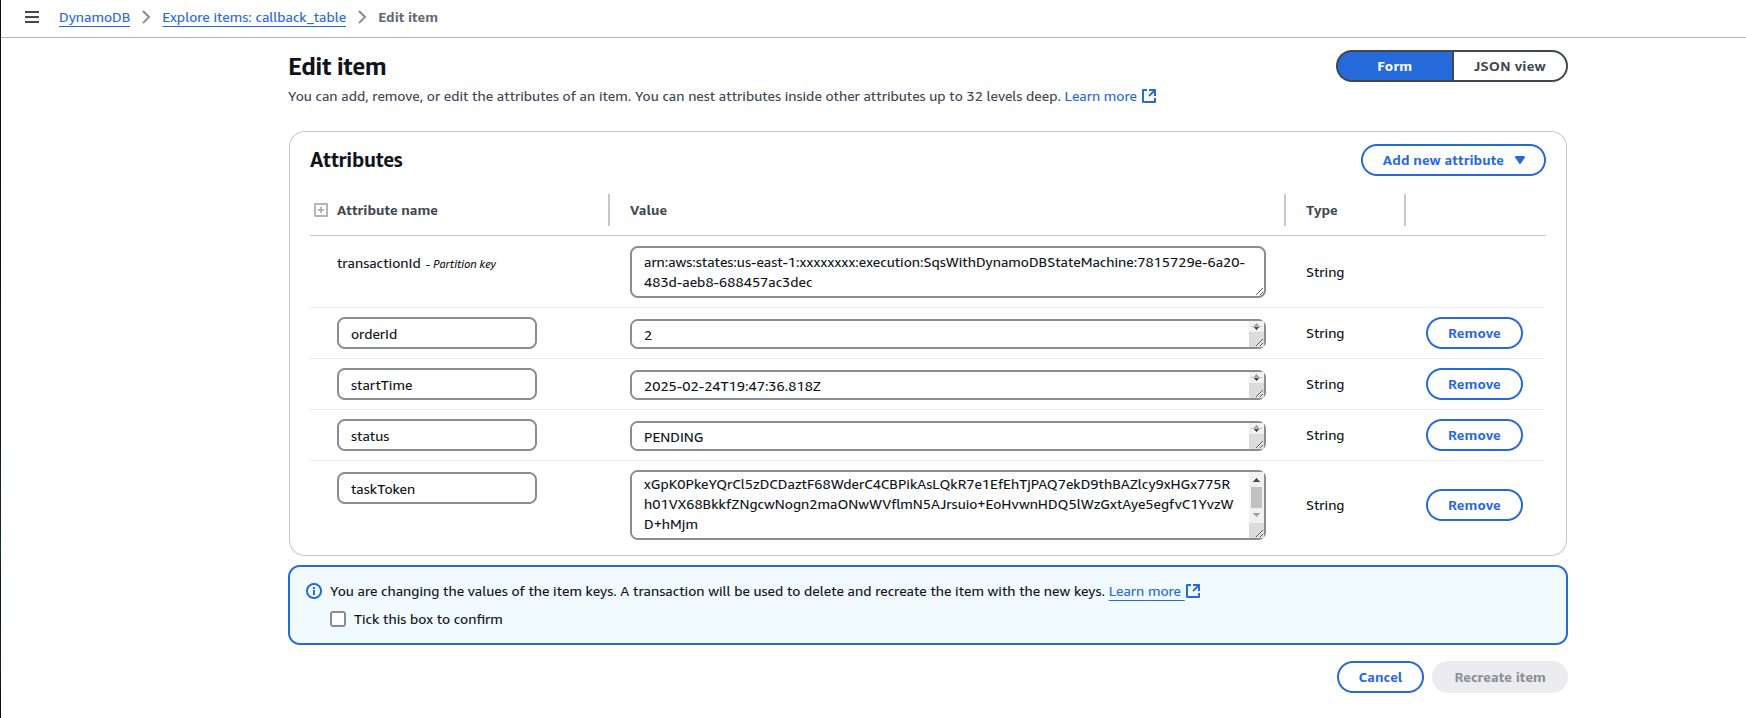 DynamoDB > Explore items: callback_table > Edit item
Edit item
Form
JSON view
You can add, remove, or edit the attributes of an item. You can nest attributes inside other attributes up to 32 levels deep. Learn more
Attributes
Add new attribute
Attribute name
Value
Type
transactionId - Partition key
arn:aws:states:us-east-1:xxxxxxxx:execution:SqsWithDynamoDBStateMachine:7815729e-6a20-
483d-aeb8-688457ac3dec
String
orderId
2
String
Remove
startTime
2025-02-24T19:47:36.818Z
String
Remove
status
PENDING
String
Remove
taskToken
xGpK0PkeYQrCl5zDCDaztF68WderC4CBPikAsLQkR7e1EfEhTjPAQ7ekD9thBAZlcy9xHGx775R
h01VX68BkkfZNgcwNogn2maONwWVflmN5AJrsuio+EoHvwnHDQ5lWzGxtAye5egfvC1YvzW
D+hMjm
String
Remove
You are changing the values of the item keys. A transaction will be used to delete and recreate the item with the new keys. Learn more
Tick this box to confirm
Cancel
Recreate item